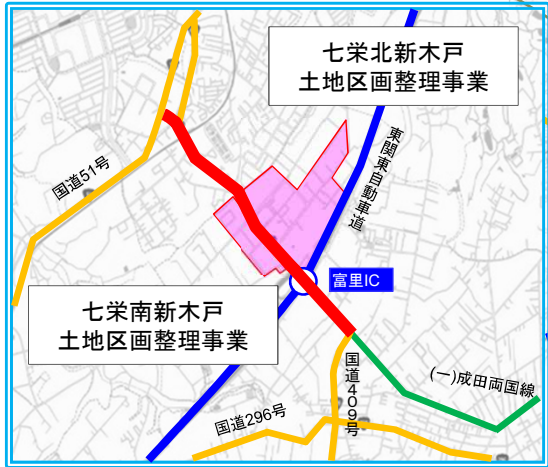 七栄北新木戸
土地区画整理事業
国道51号
東関東自動車道
富里IC
七栄南新木戸
土地区画整理事業
国道409号
(一)成田両国線
国道296号